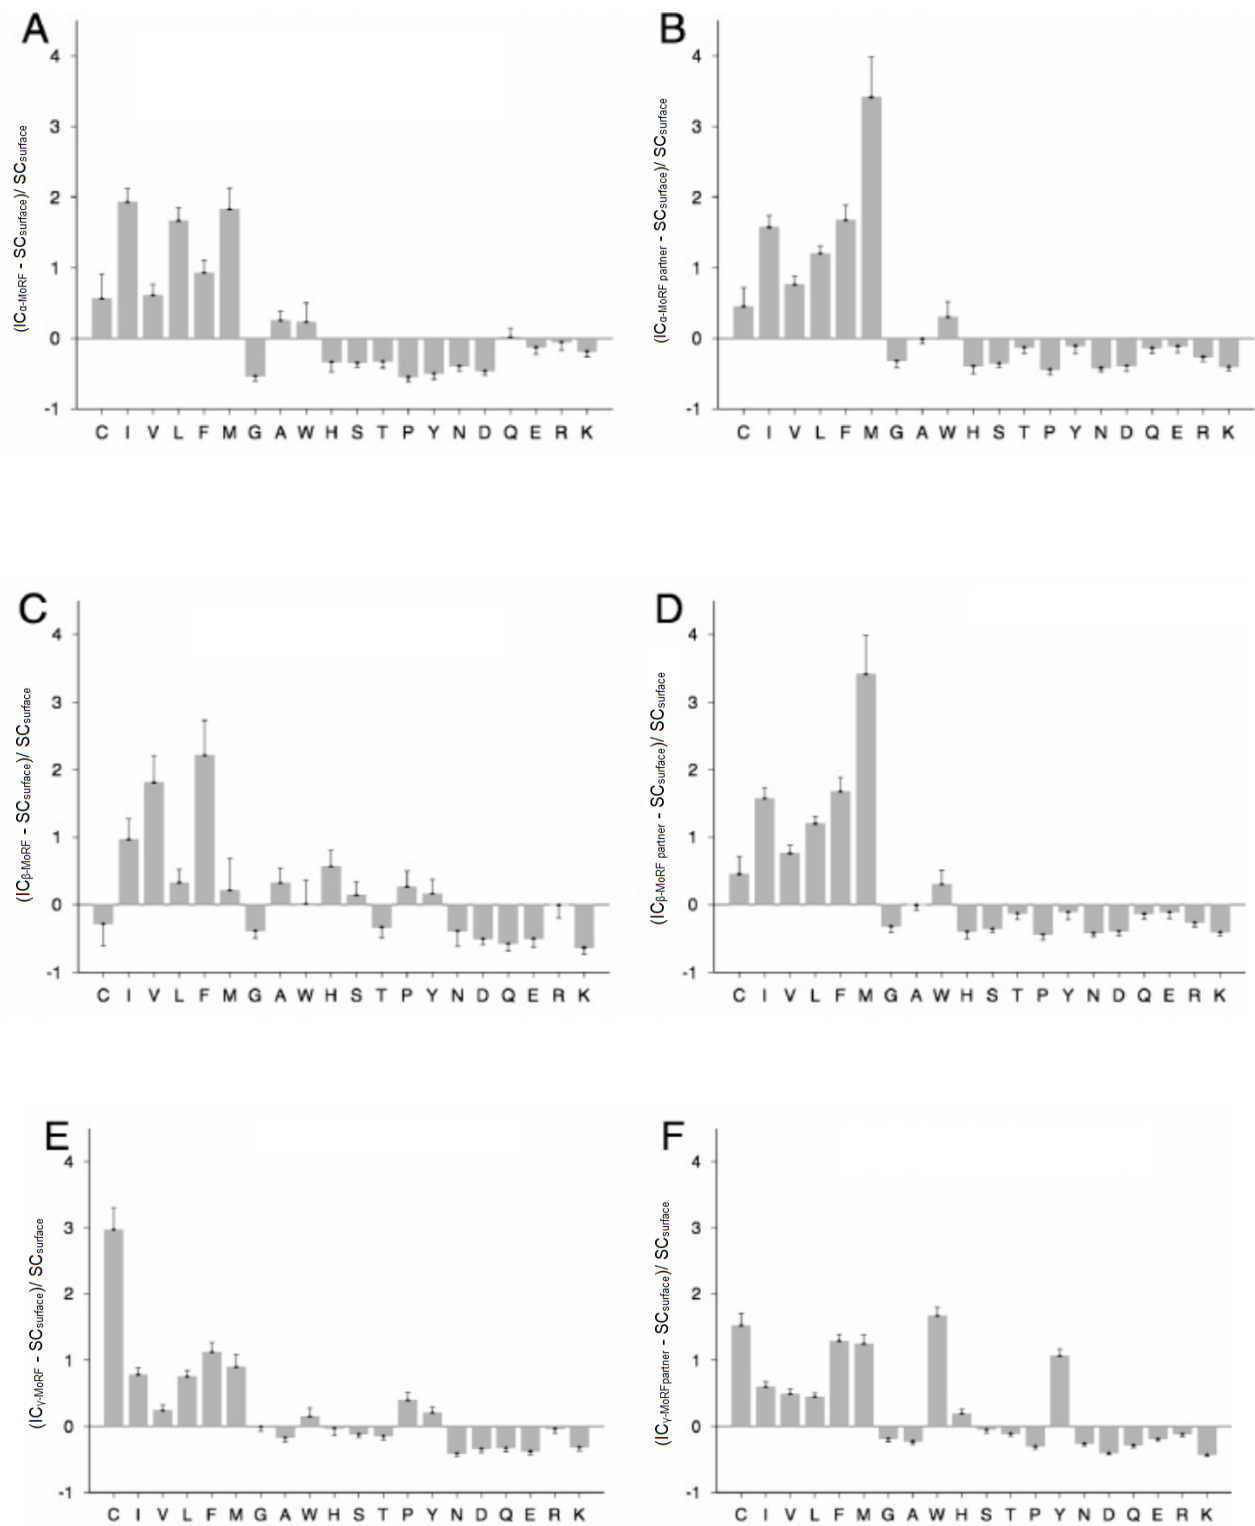 A
(ICα-MoRF - SCsurface)/ SCsurface
4
3
2
1
0
-1
C I V L F M G A W H S T P Y N D Q E R K
B
(ICα-MoRF partner - SCsurface)/ SCsurface
4
3
2
1
0
-1
C I V L F M G A W H S T P Y N D Q E R K
C
(ICβ-MoRF - SCsurface)/ SCsurface
4
3
2
1
0
-1
C I V L F M G A W H S T P Y N D Q E R K
D
(ICβ-MoRF partner - SCsurface)/ SCsurface
4
3
2
1
0
-1
C I V L F M G A W H S T P Y N D Q E R K
E
(ICγ-MoRF - SCsurface)/ SCsurface
4
3
2
1
0
-1
C I V L F M G A W H S T P Y N D Q E R K
F
(ICγ-MoRFpartner - SCsurface)/ SCsurface
4
3
2
1
0
-1
C I V L F M G A W H S T P Y N D Q E R K